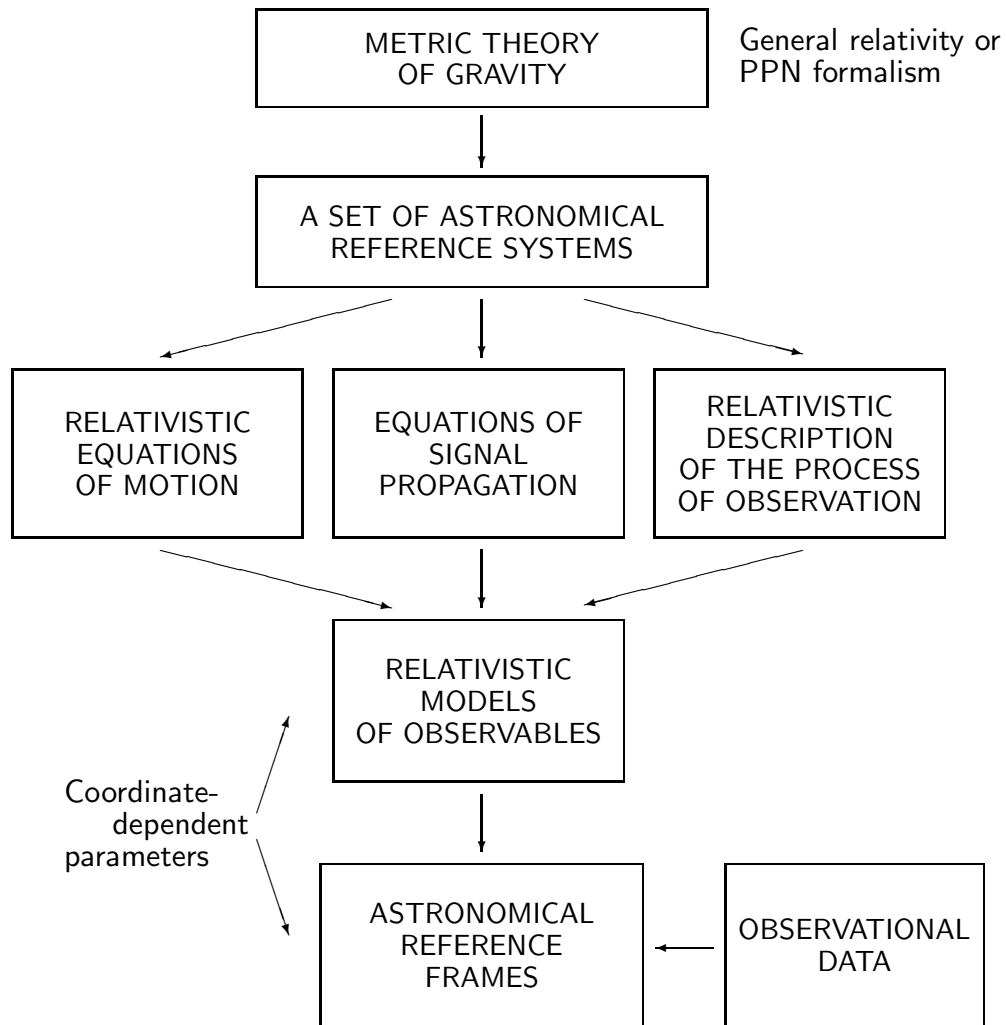 METRIC THEORY
OF GRAVITY
General relativity or
PPN formalism
A SET OF ASTRONOMICAL
REFERENCE SYSTEMS
RELATIVISTIC
EQUATIONS
OF MOTION
EQUATIONS OF
SIGNAL
PROPAGATION
RELATIVISTIC
DESCRIPTION
OF THE PROCESS
OF OBSERVATION
RELATIVISTIC
MODELS
OF OBSERVABLES
Coordinate-
dependent
parameters
ASTRONOMICAL
REFERENCE
FRAMES
OBSERVATIONAL
DATA